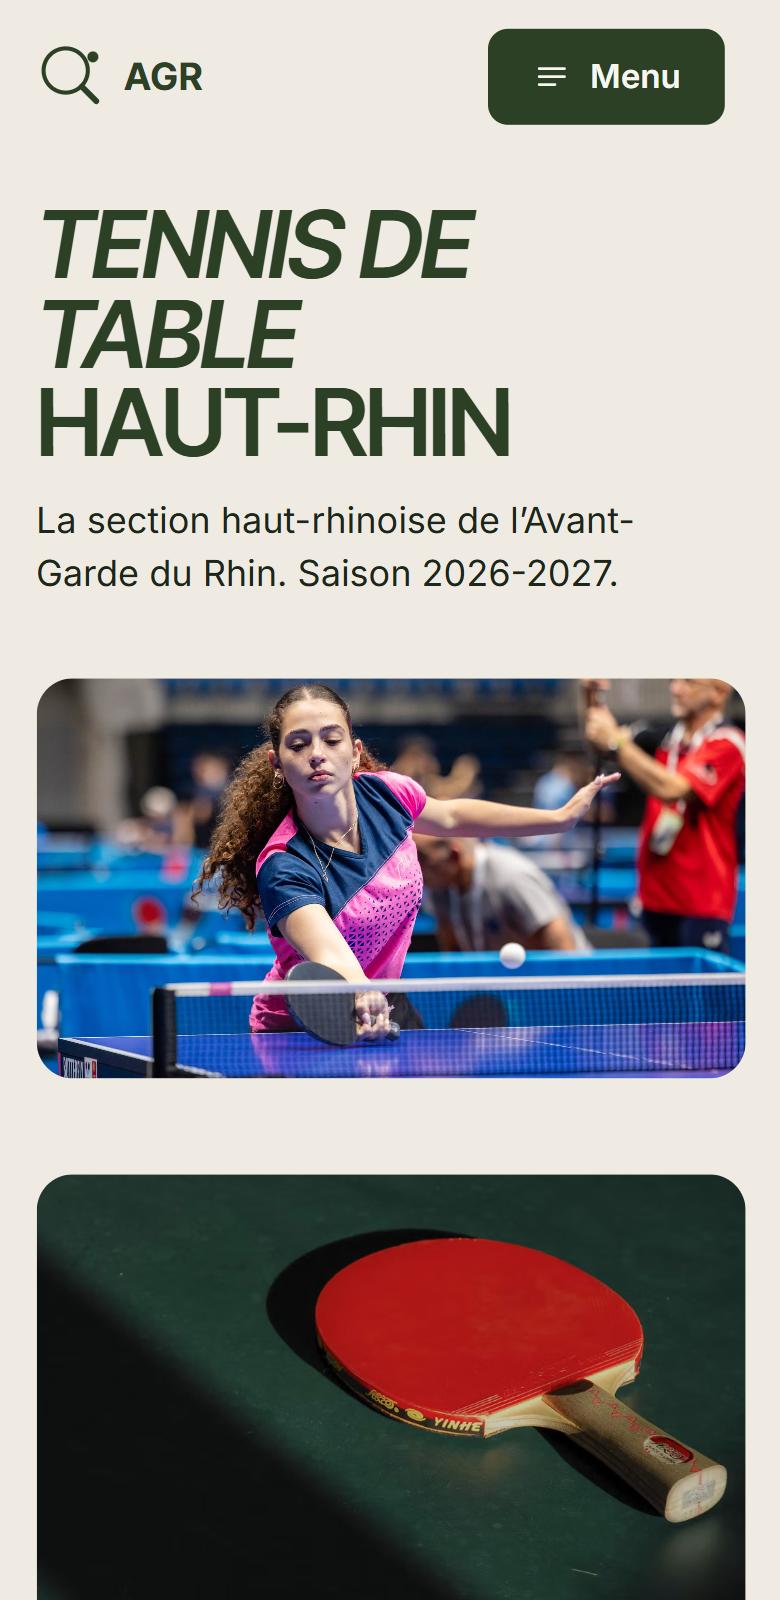 AGR
Menu
TENNIS DE
TABLE
HAUT-RHIN
La section haut-rhinoise de l’Avant-
Garde du Rhin. Saison 2026-2027.
YINHE